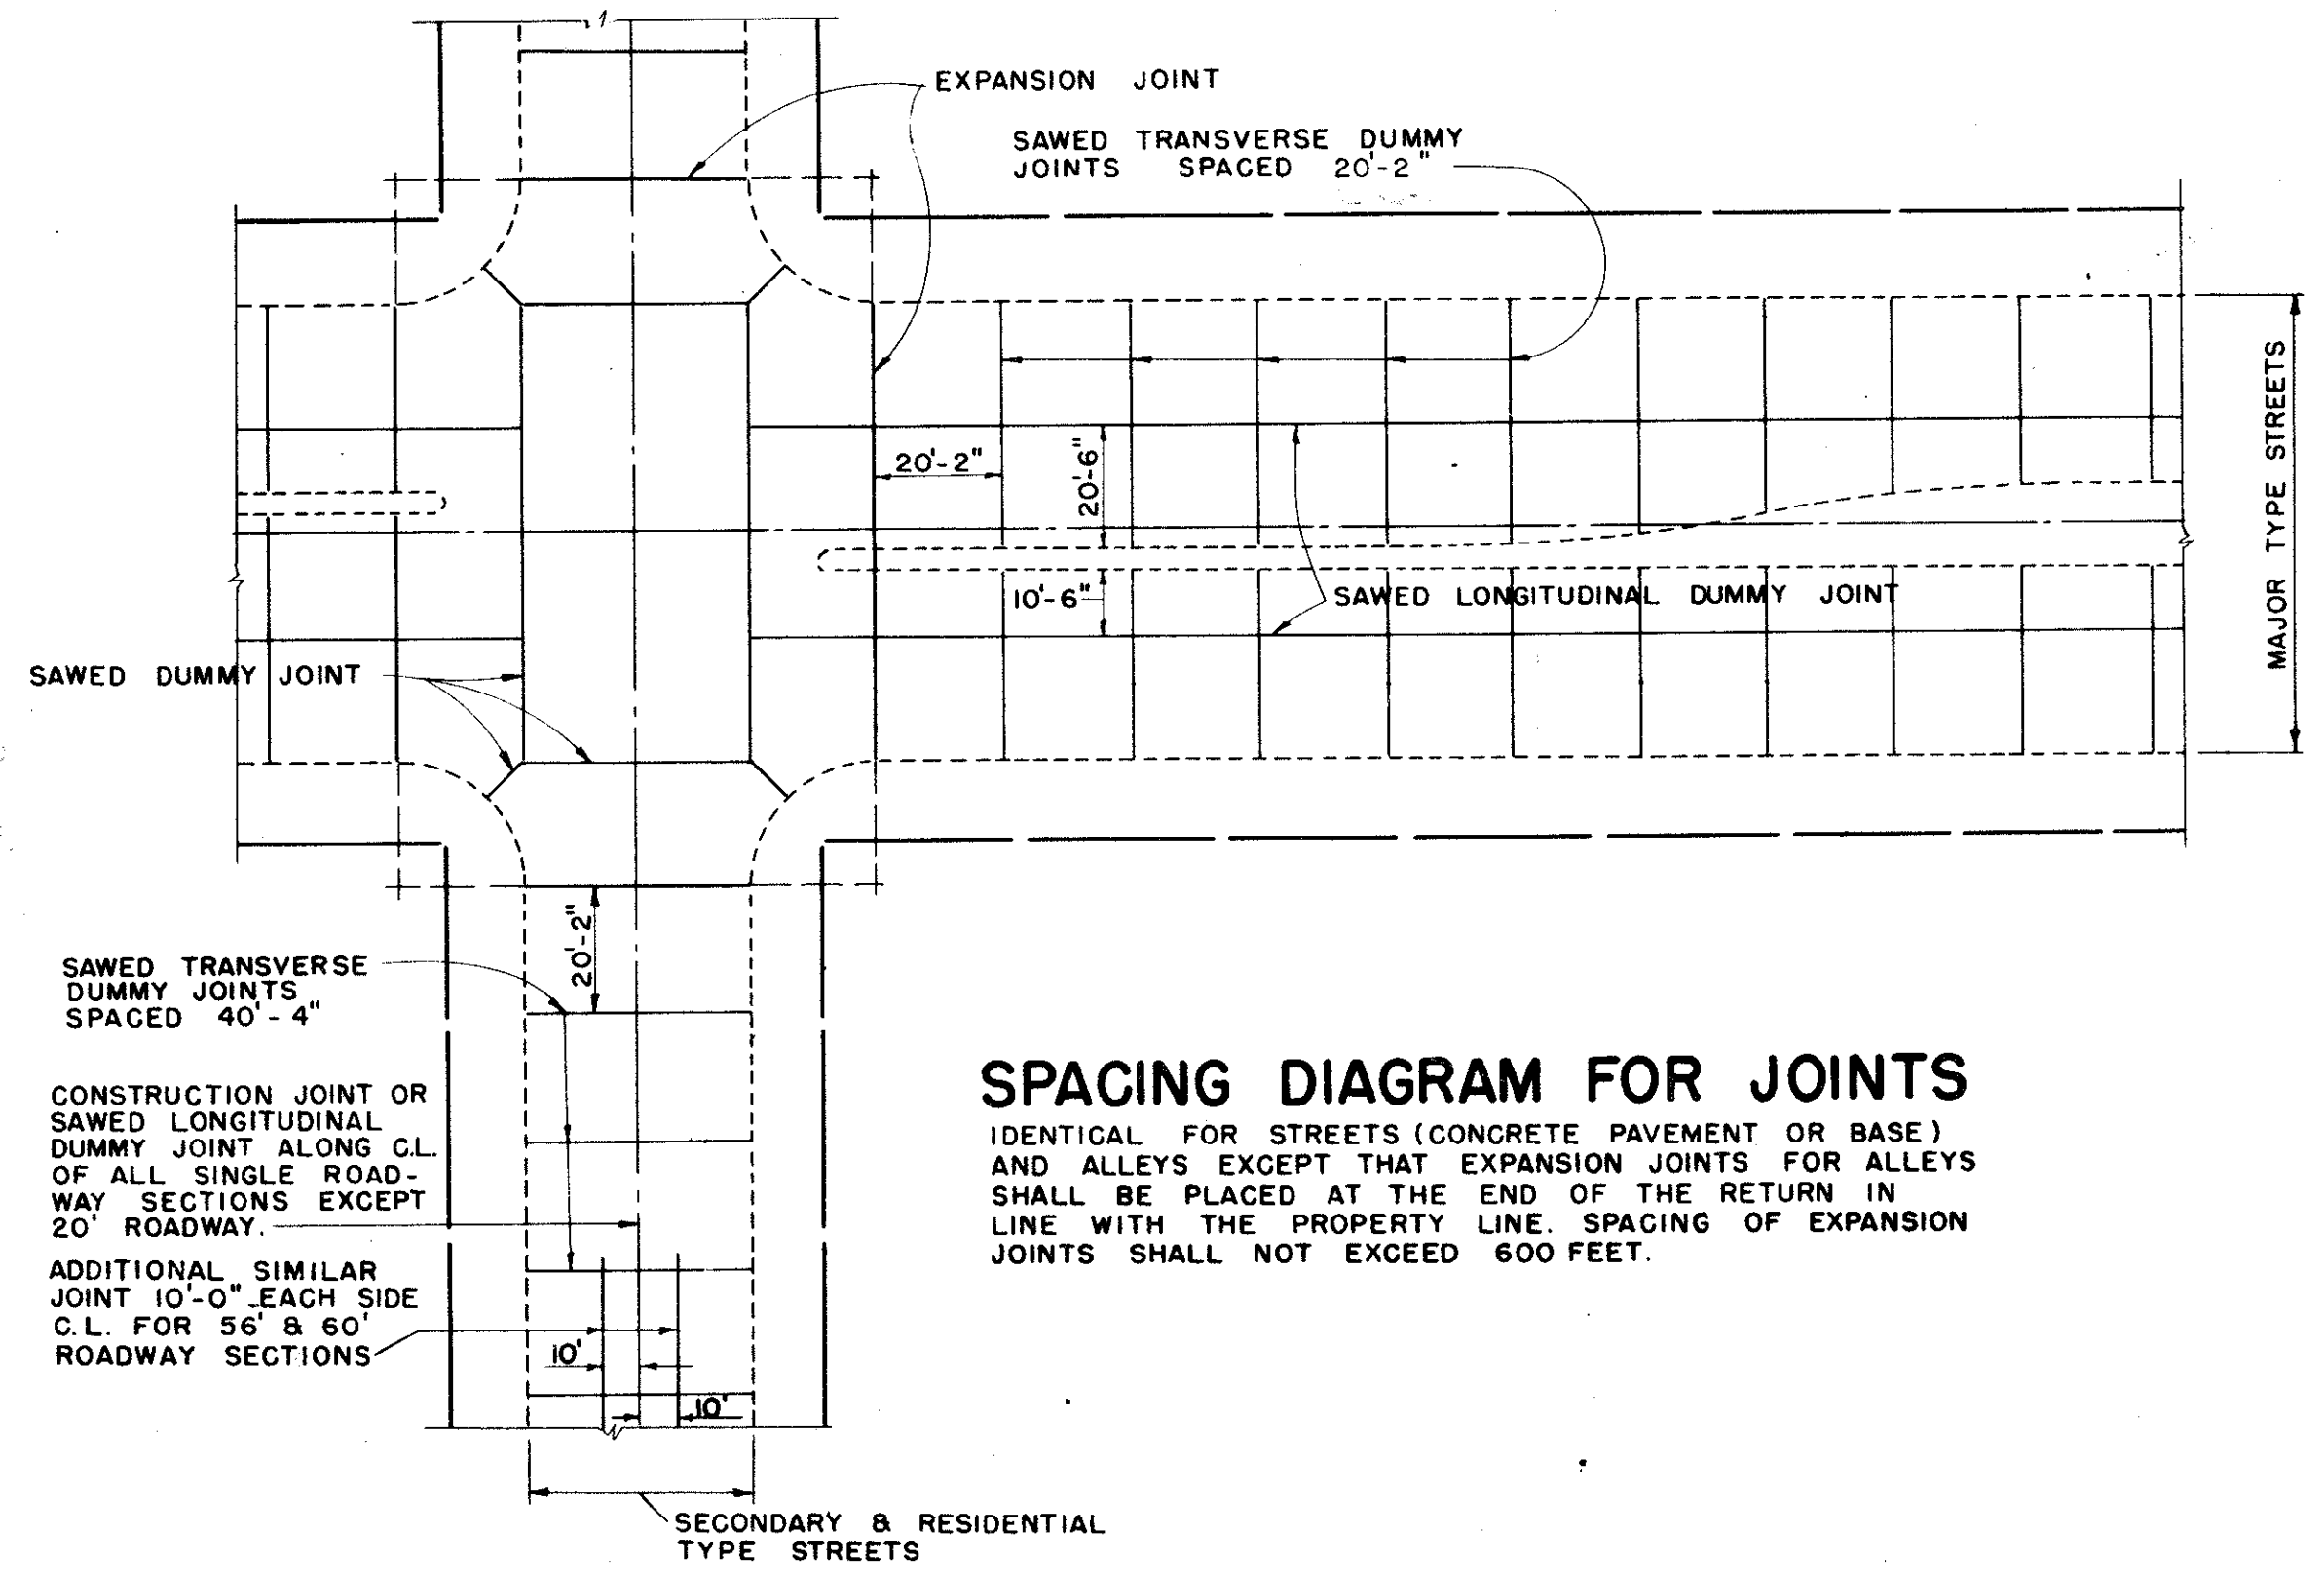 EXPANSION JOINT
SAWED TRANSVERSE DUMMY
JOINTS SPACED 20'-2"
20'-2"
20'-6"
10'-6"
SAWED LONGITUDINAL DUMMY JOINT
MAJOR TYPE STREETS
SAWED DUMMY JOINT
20'-2"
SAWED TRANSVERSE
DUMMY JOINTS
SPACED 40'-4"
CONSTRUCTION JOINT OR
SAWED LONGITUDINAL
DUMMY JOINT ALONG C.L.
OF ALL SINGLE ROAD-
WAY SECTIONS EXCEPT
20' ROADWAY.
ADDITIONAL SIMILAR
JOINT 10'-0" EACH SIDE
C.L. FOR 56' & 60'
ROADWAY SECTIONS
10'
10'
SECONDARY & RESIDENTIAL
TYPE STREETS
SPACING DIAGRAM FOR JOINTS
IDENTICAL FOR STREETS (CONCRETE PAVEMENT OR BASE)
AND ALLEYS EXCEPT THAT EXPANSION JOINTS FOR ALLEYS
SHALL BE PLACED AT THE END OF THE RETURN IN
LINE WITH THE PROPERTY LINE. SPACING OF EXPANSION
JOINTS SHALL NOT EXCEED 600 FEET.